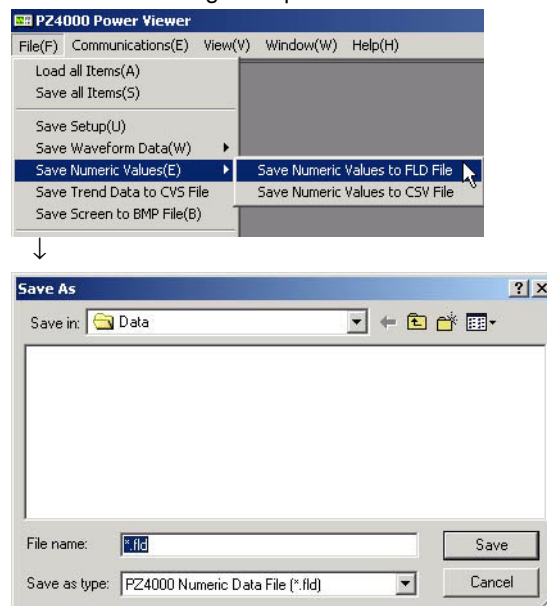 PZ4000 Power Viewer
File(F) Communications(E) View(V) Window(W) Help(H)
Load all Items(A)
Save all Items(S)
Save Setup(U)
Save Waveform Data(W)
Save Numeric Values(E) Save Numeric Values to FLD File
Save Trend Data to CVS File Save Numeric Values to CSV File
Save Screen to BMP File(B)
↓
Save As
Save in: Data
File name: *.fld Save
Save as type: PZ4000 Numeric Data File (*.fld) Cancel